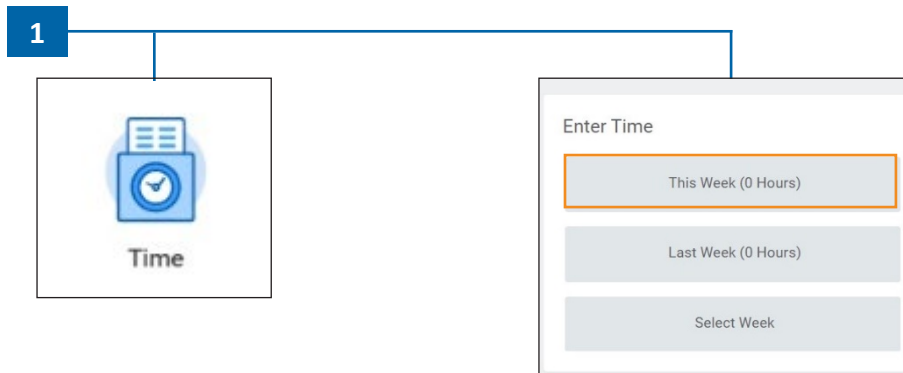 1
Time
Enter Time
This Week (0 Hours)
Last Week (0 Hours)
Select Week